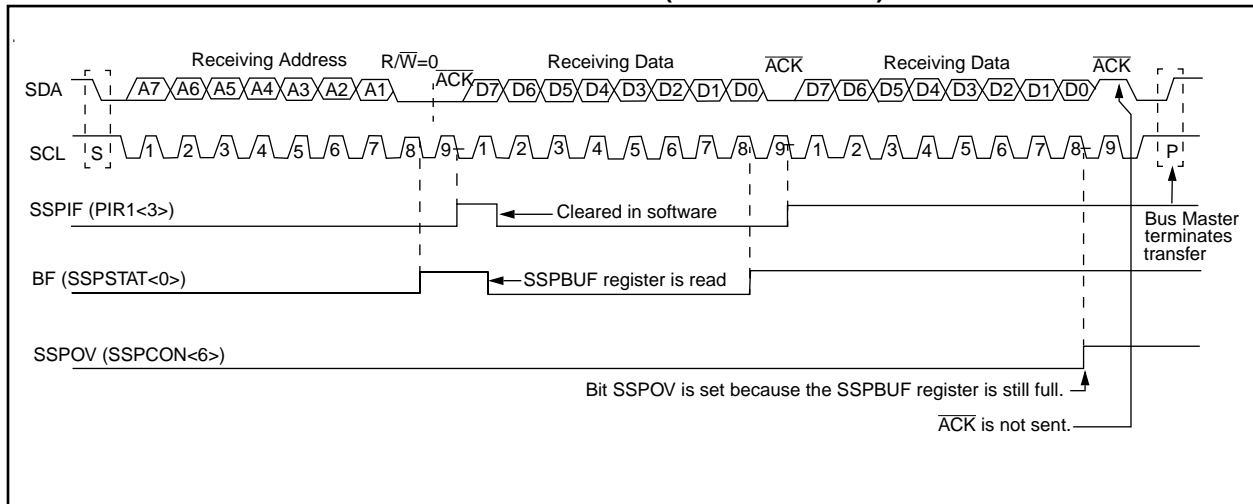 Receiving Address R/W=0 Receiving Data ACK Receiving Data ACK
ACK
SDA A7 A6 A5 A4 A3 A2 A1 D7 D6 D5 D4 D3 D2 D1 D0 D7 D6 D5 D4 D3 D2 D1 D0
SCL S 1 2 3 4 5 6 7 8 9 1 2 3 4 5 6 7 8 9 1 2 3 4 5 6 7 8 9 P
SSPIF (PIR1<3>) Cleared in software
Bus Master
terminates
transfer
BF (SSPSTAT<0>) SSPBUF register is read
SSPOV (SSPCON<6>)
Bit SSPOV is set because the SSPBUF register is still full.
ACK is not sent.